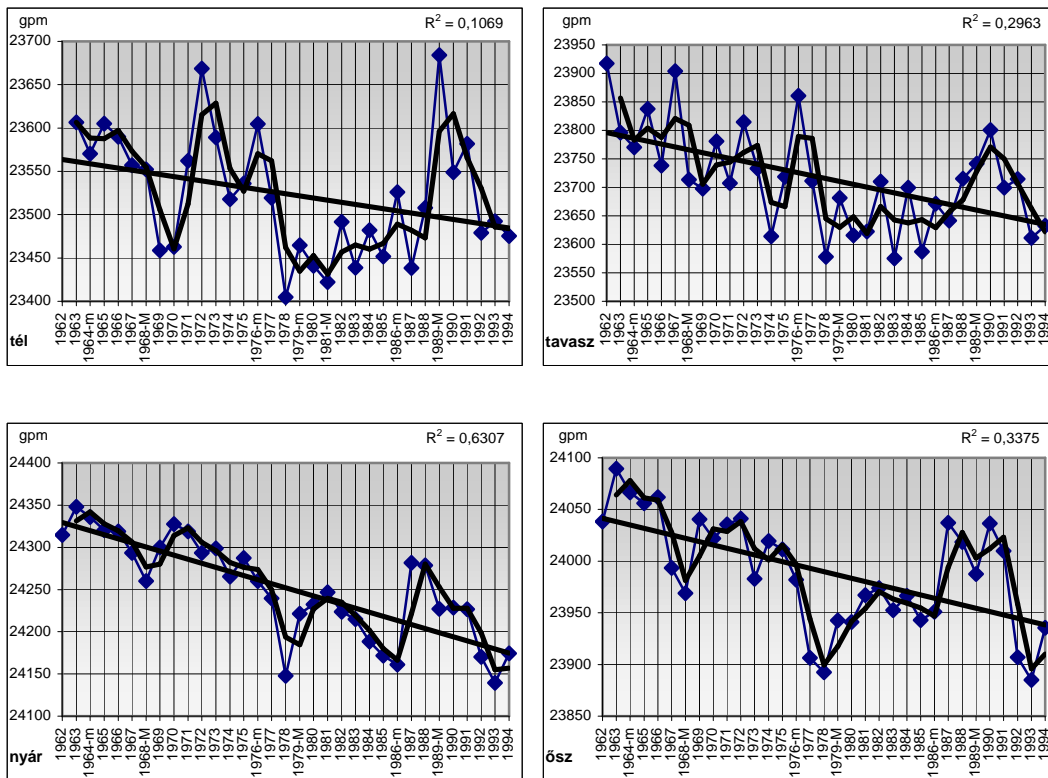 gpm
R² = 0,1069
23700
23650
23600
23550
23500
23450
23400
1962 1963 1964-m 1965 1966 1967 1968-M 1969 1970 1971 1972 1973 1974 1975 1976-m 1977 1978 1979-m 1980 1981-M 1982 1983 1984 1985 1986-m 1987 1988 1989-M 1990 1991 1992 1993 1994
tél
gpm
R² = 0,2963
23950
23900
23850
23800
23750
23700
23650
23600
23550
23500
1962 1963 1964-m 1965 1966 1967 1968-M 1969 1970 1971 1972 1973 1974 1975 1976-m 1977 1978 1979-M 1980 1981 1982 1983 1984 1985 1986-m 1987 1988 1989-M 1990 1991 1992 1993 1994
tavasz
gpm
R² = 0,6307
24400
24350
24300
24250
24200
24150
24100
1962 1963 1964-m 1965 1966 1967 1968-M 1969 1970 1971 1972 1973 1974 1975 1976-m 1977 1978 1979-M 1980 1981 1982 1983 1984 1985 1986-m 1987 1988 1989-M 1990 1991 1992 1993 1994
nyár
gpm
R² = 0,3375
24100
24050
24000
23950
23900
23850
1962 1963 1964-m 1965 1966 1967 1968-M 1969 1970 1971 1972 1973 1974 1975 1976-m 1977 1978 1979-M 1980 1981 1982 1983 1984 1985 1986-m 1987 1988 1989-M 1990 1991 1992 1993 1994
ősz